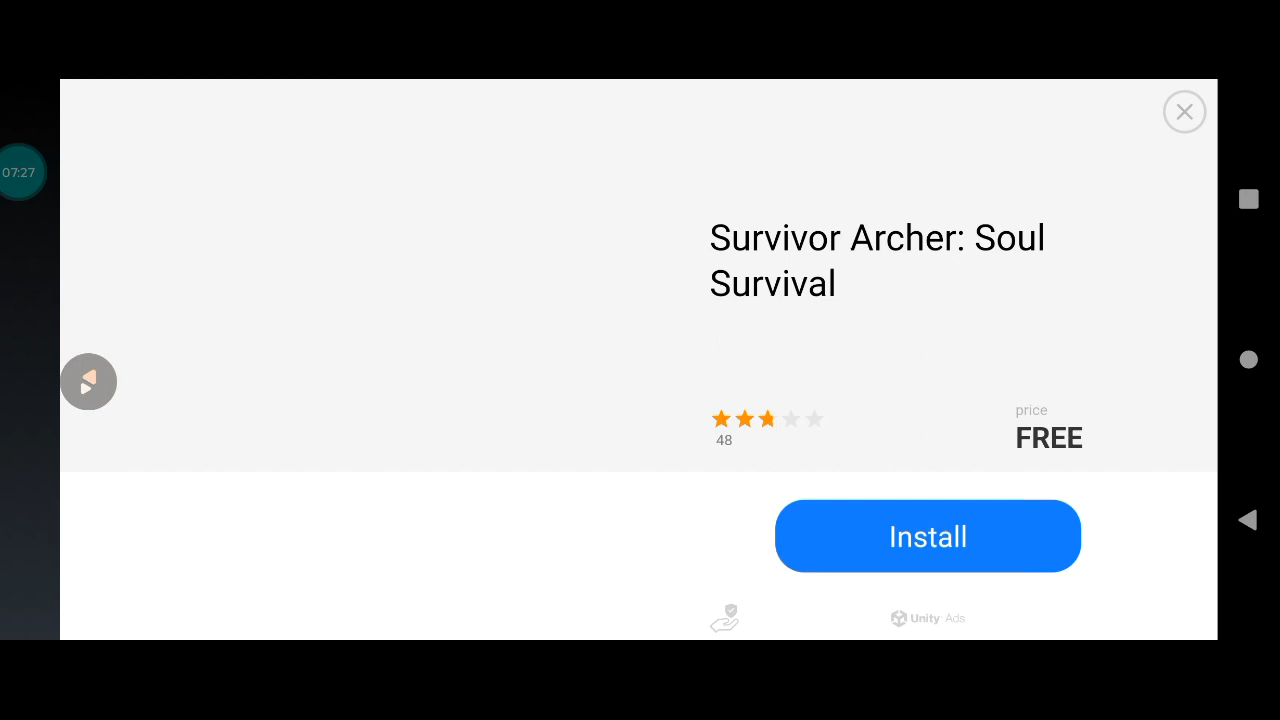 07:27
Survivor Archer: Soul
Survival
price
48
FREE
Install
Unity Ads